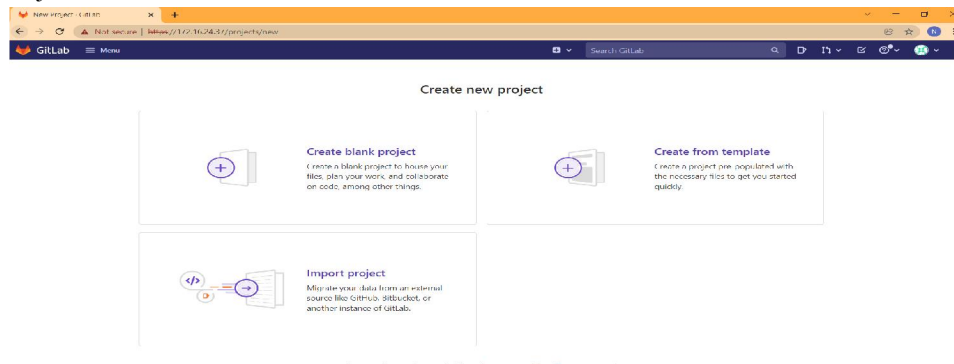 New Project · GitLab
Not secure | https://172.16.24.37/projects/new
GitLab Menu Search GitLab
Create new project
Create blank project
Create a blank project to house your
files, plan your work, and collaborate
on code, among other things.
Create from template
Create a project pre-populated with
the necessary files to get you started
quickly.
Import project
Migrate your data from an external
source like GitHub, Bitbucket, or
another instance of GitLab.